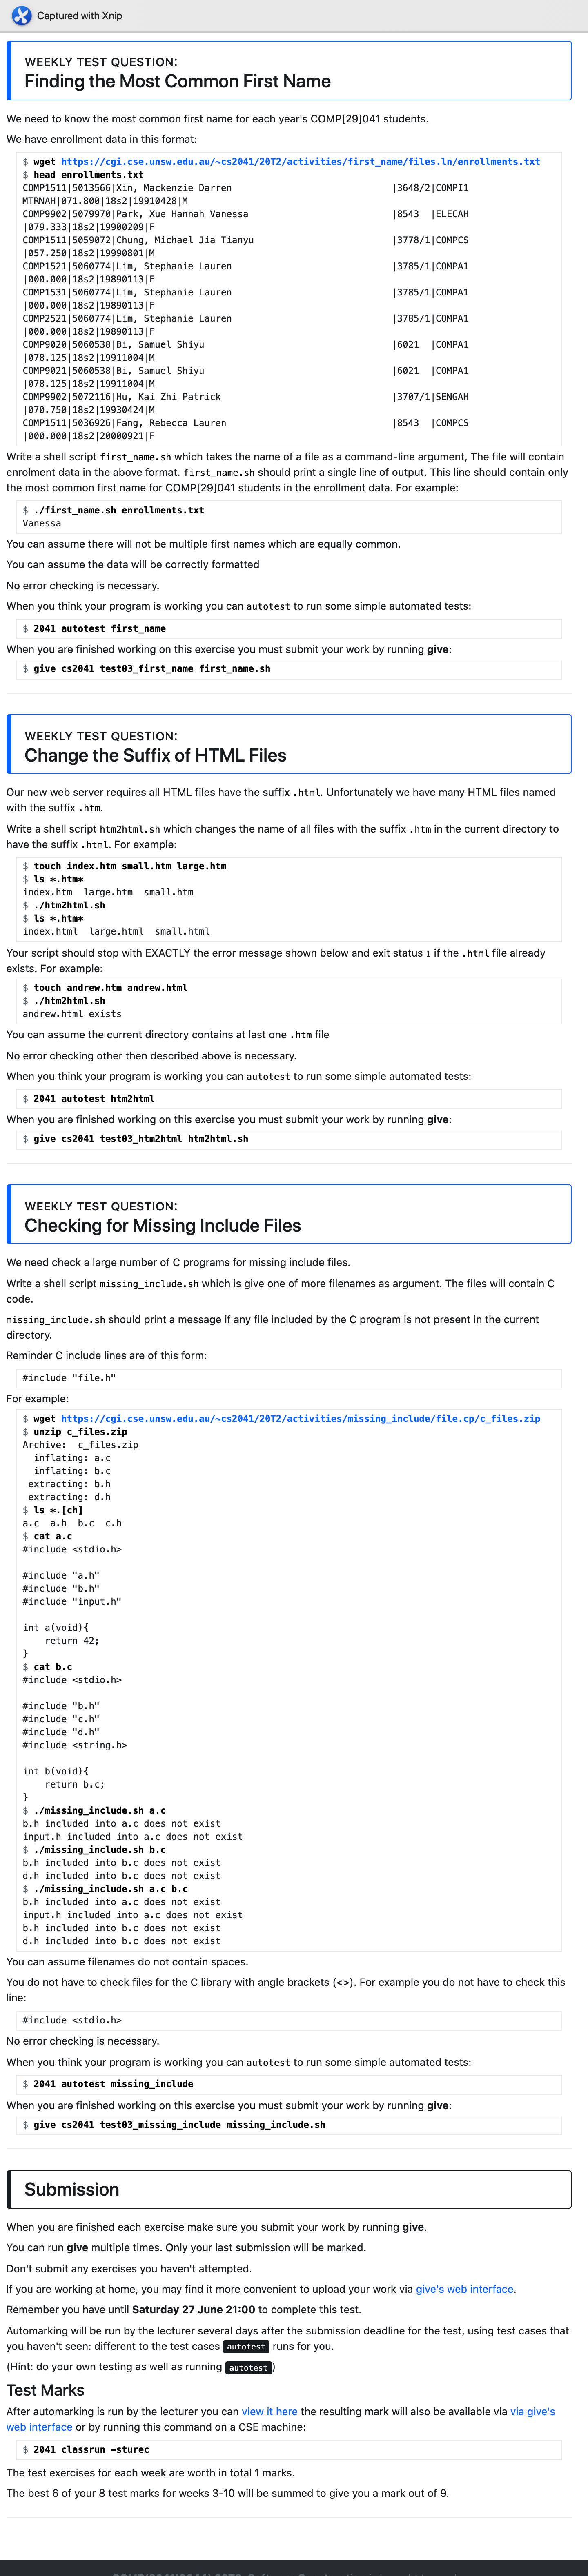 Captured with Xnip
WEEKLY TEST QUESTION:
Finding the Most Common First Name
We need to know the most common first name for each year's COMP[29]041 students.
We have enrollment data in this format:
$ wget https://cgi.cse.unsw.edu.au/~cs2041/20T2/activities/first_name/files.ln/enrollments.txt
$ head enrollments.txt
COMP1511|5013566|Xin, Mackenzie Darren |3648/2|COMPI1
MTRNAH|071.800|18s2|19910428|M
COMP9902|5079970|Park, Xue Hannah Vanessa |8543 |ELECAH
|079.333|18s2|19900209|F
COMP1511|5059072|Chung, Michael Jia Tianyu |3778/1|COMPCS
|057.250|18s2|19990801|M
COMP1521|5060774|Lim, Stephanie Lauren |3785/1|COMPA1
|000.000|18s2|19890113|F
COMP1531|5060774|Lim, Stephanie Lauren |3785/1|COMPA1
|000.000|18s2|19890113|F
COMP2521|5060774|Lim, Stephanie Lauren |3785/1|COMPA1
|000.000|18s2|19890113|F
COMP9020|5060538|Bi, Samuel Shiyu |6021 |COMPA1
|078.125|18s2|19911004|M
COMP9021|5060538|Bi, Samuel Shiyu |6021 |COMPA1
|078.125|18s2|19911004|M
COMP9902|5072116|Hu, Kai Zhi Patrick |3707/1|SENGAH
|070.750|18s2|19930424|M
COMP1511|5036926|Fang, Rebecca Lauren |8543 |COMPCS
|000.000|18s2|20000921|F
Write a shell script first_name.sh which takes the name of a file as a command-line argument, The file will contain
enrolment data in the above format. first_name.sh should print a single line of output. This line should contain only
the most common first name for COMP[29]041 students in the enrollment data. For example:
$ ./first_name.sh enrollments.txt
Vanessa
You can assume there will not be multiple first names which are equally common.
You can assume the data will be correctly formatted
No error checking is necessary.
When you think your program is working you can autotest to run some simple automated tests:
$ 2041 autotest first_name
When you are finished working on this exercise you must submit your work by running give:
$ give cs2041 test03_first_name first_name.sh
WEEKLY TEST QUESTION:
Change the Suffix of HTML Files
Our new web server requires all HTML files have the suffix .html. Unfortunately we have many HTML files named
with the suffix .htm.
Write a shell script htm2html.sh which changes the name of all files with the suffix .htm in the current directory to
have the suffix .html. For example:
$ touch index.htm small.htm large.htm
$ ls *.htm*
index.htm large.htm small.htm
$ ./htm2html.sh
$ ls *.htm*
index.html large.html small.html
Your script should stop with EXACTLY the error message shown below and exit status 1 if the .html file already
exists. For example:
$ touch andrew.htm andrew.html
$ ./htm2html.sh
andrew.html exists
You can assume the current directory contains at last one .htm file
No error checking other then described above is necessary.
When you think your program is working you can autotest to run some simple automated tests:
$ 2041 autotest htm2html
When you are finished working on this exercise you must submit your work by running give:
$ give cs2041 test03_htm2html htm2html.sh
WEEKLY TEST QUESTION:
Checking for Missing Include Files
We need check a large number of C programs for missing include files.
Write a shell script missing_include.sh which is give one of more filenames as argument. The files will contain C
code.
missing_include.sh should print a message if any file included by the C program is not present in the current
directory.
Reminder C include lines are of this form:
#include "file.h"
For example:
$ wget https://cgi.cse.unsw.edu.au/~cs2041/20T2/activities/missing_include/file.cp/c_files.zip
$ unzip c_files.zip
Archive: c_files.zip
inflating: a.c
inflating: b.c
extracting: b.h
extracting: d.h
$ ls *.[ch]
a.c a.h b.c c.h
$ cat a.c
#include <stdio.h>
#include "a.h"
#include "b.h"
#include "input.h"
int a(void){
return 42;
}
$ cat b.c
#include <stdio.h>
#include "b.h"
#include "c.h"
#include "d.h"
#include <string.h>
int b(void){
return b.c;
}
$ ./missing_include.sh a.c
b.h included into a.c does not exist
input.h included into a.c does not exist
$ ./missing_include.sh b.c
b.h included into b.c does not exist
d.h included into b.c does not exist
$ ./missing_include.sh a.c b.c
b.h included into a.c does not exist
input.h included into a.c does not exist
b.h included into b.c does not exist
d.h included into b.c does not exist
You can assume filenames do not contain spaces.
You do not have to check files for the C library with angle brackets (<>). For example you do not have to check this
line:
#include <stdio.h>
No error checking is necessary.
When you think your program is working you can autotest to run some simple automated tests:
$ 2041 autotest missing_include
When you are finished working on this exercise you must submit your work by running give:
$ give cs2041 test03_missing_include missing_include.sh
Submission
When you are finished each exercise make sure you submit your work by running give.
You can run give multiple times. Only your last submission will be marked.
Don't submit any exercises you haven't attempted.
If you are working at home, you may find it more convenient to upload your work via give's web interface.
Remember you have until Saturday 27 June 21:00 to complete this test.
Automarking will be run by the lecturer several days after the submission deadline for the test, using test cases that
you haven't seen: different to the test cases autotest runs for you.
(Hint: do your own testing as well as running autotest)
Test Marks
After automarking is run by the lecturer you can view it here the resulting mark will also be available via via give's
web interface or by running this command on a CSE machine:
$ 2041 classrun -sturec
The test exercises for each week are worth in total 1 marks.
The best 6 of your 8 test marks for weeks 3-10 will be summed to give you a mark out of 9.